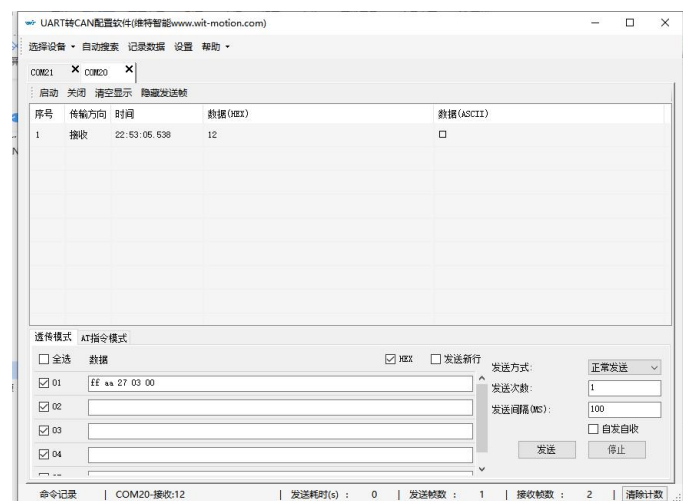 UART转CAN配置软件(维特智能www.wit-motion.com)
选择设备 自动搜索 记录数据 设置 帮助
COM21 COM20
启动 关闭 清空显示 隐藏发送帧
序号 传输方向 时间 数据(HEX) 数据(ASCII)
1 接收 22:53:05.538 12
透传模式 AT指令模式
全选 数据 HEX 发送新行
发送方式: 正常发送
01 ff aa 27 03 00
发送次数: 1
02
发送间隔(MS): 100
03
自发自收
04
发送 停止
命令记录 COM20-接收:12 发送耗时(s) : 0 发送帧数 : 1 接收帧数 : 2 清除计数